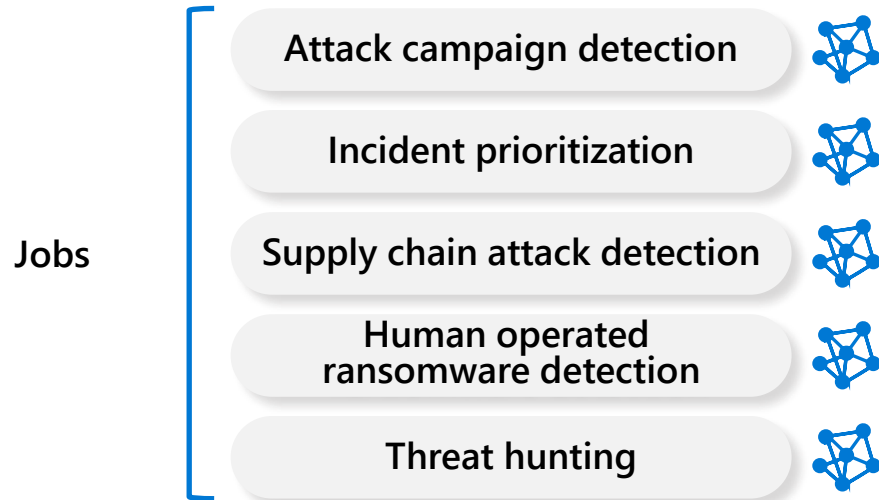 Attack campaign detection
Incident prioritization
Jobs
Supply chain attack detection
Human operated
ransomware detection
Threat hunting